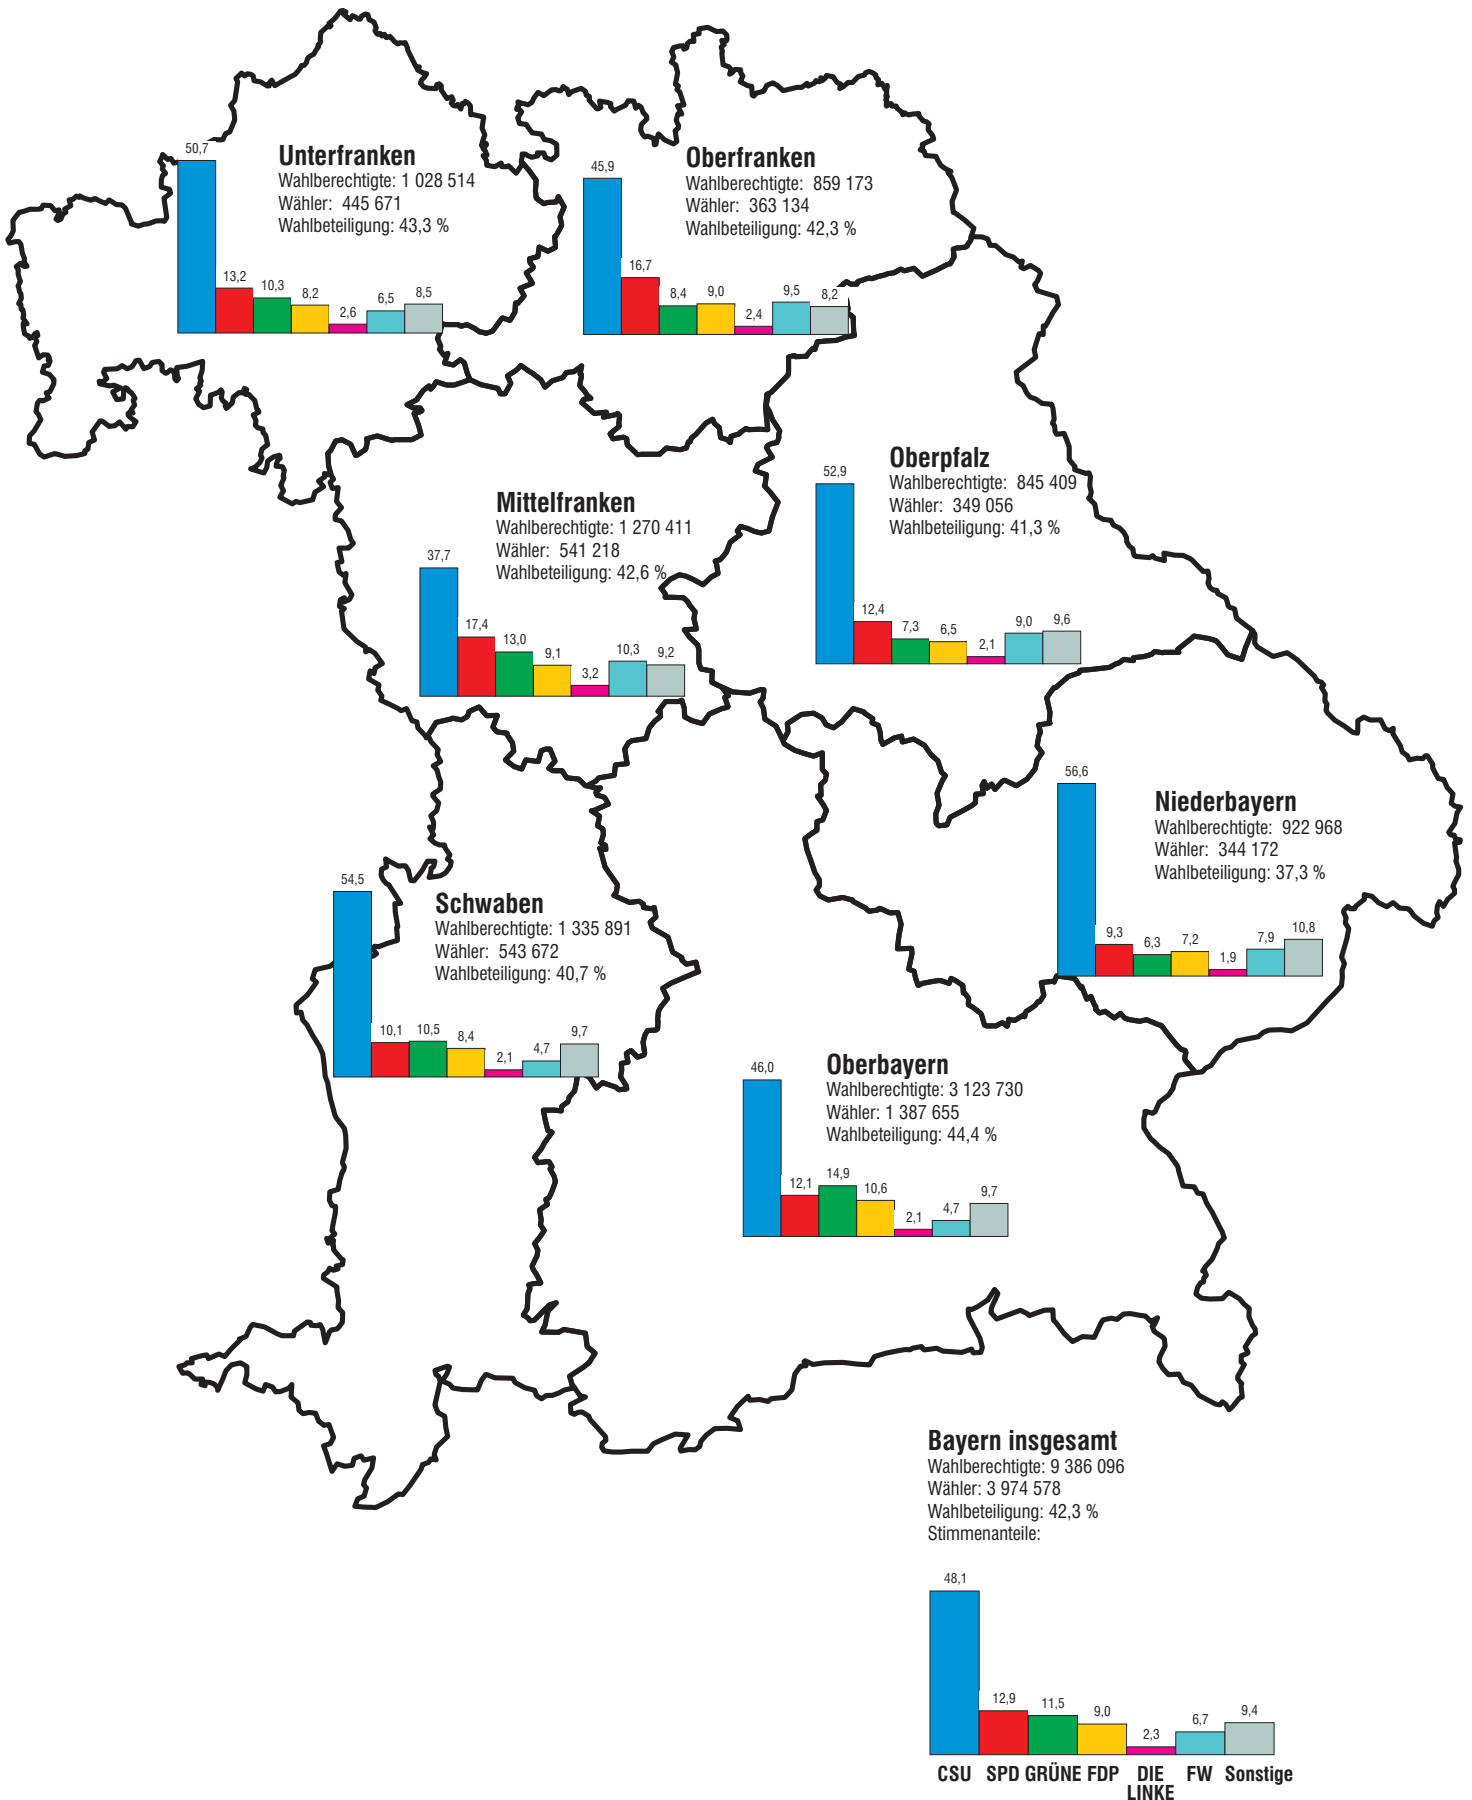 Unterfranken
Wahlberechtigte: 1 028 514
Wähler: 445 671
Wahlbeteiligung: 43,3 %
50,7
13,2
10,3
8,2
2,6
6,5
8,5
Oberfranken
Wahlberechtigte: 859 173
Wähler: 363 134
Wahlbeteiligung: 42,3 %
45,9
16,7
8,4
9,0
2,4
9,5
8,2
Oberpfalz
Wahlberechtigte: 845 409
Wähler: 349 056
Wahlbeteiligung: 41,3 %
52,9
12,4
7,3
6,5
2,1
9,0
9,6
Mittelfranken
Wahlberechtigte: 1 270 411
Wähler: 541 218
Wahlbeteiligung: 42,6 %
37,7
17,4
13,0
9,1
3,2
10,3
9,2
Niederbayern
Wahlberechtigte: 922 968
Wähler: 344 172
Wahlbeteiligung: 37,3 %
56,6
9,3
6,3
7,2
1,9
7,9
10,8
Schwaben
Wahlberechtigte: 1 335 891
Wähler: 543 672
Wahlbeteiligung: 40,7 %
54,5
10,1
10,5
8,4
2,1
4,7
9,7
Oberbayern
Wahlberechtigte: 3 123 730
Wähler: 1 387 655
Wahlbeteiligung: 44,4 %
46,0
12,1
14,9
10,6
2,1
4,7
9,7
Bayern insgesamt
Wahlberechtigte: 9 386 096
Wähler: 3 974 578
Wahlbeteiligung: 42,3 %
Stimmenanteile:
48,1
12,9
11,5
9,0
2,3
6,7
9,4
CSU SPD GRÜNE FDP DIE FW Sonstige
LINKE